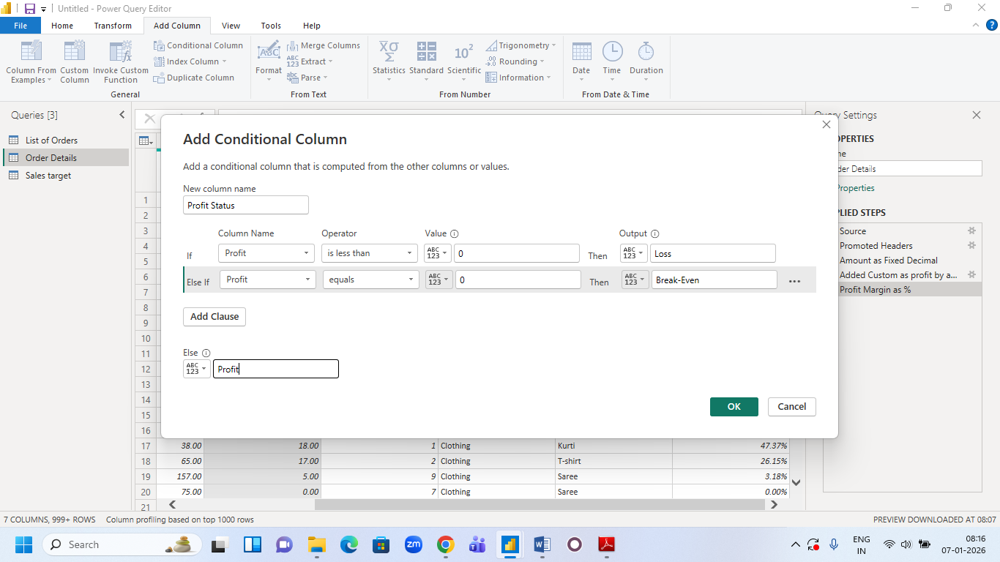 Untitled - Power Query Editor
File Home Transform Add Column View Tools Help
Column From Examples
Custom Column
Invoke Custom Function
Conditional Column
Index Column
Duplicate Column
General
Format
Merge Columns
Extract
Parse
From Text
Statistics
Standard
Scientific
Trigonometry
Rounding
Information
From Number
Date
Time
Duration
From Date & Time
Queries [3]
List of Orders
Order Details
Sales target
Add Conditional Column
Add a conditional column that is computed from the other columns or values.
New column name
Profit Status
Column Name Operator Value Output
If Profit is less than ABC 123 0 Then ABC 123 Loss
Else If Profit equals ABC 123 0 Then ABC 123 Break-Even ...
Add Clause
Else
ABC 123 Profit
OK Cancel
Settings
OPERTIES
me
der Details
Properties
PLIED STEPS
Source
Promoted Headers
Amount as Fixed Decimal
Added Custom as profit by a...
Profit Margin as %
1
2
3
4
5
6
7
8
9
10
11
12
13
14
15
16
17 38.00 18.00 1 Clothing Kurti 47.37%
18 65.00 17.00 2 Clothing T-shirt 26.15%
19 157.00 5.00 9 Clothing Saree 3.18%
20 75.00 0.00 7 Clothing Saree 0.00%
21
7 COLUMNS, 999+ ROWS Column profiling based on top 1000 rows
PREVIEW DOWNLOADED AT 08:07
Search
zm
ENG
IN
08:16
07-01-2026